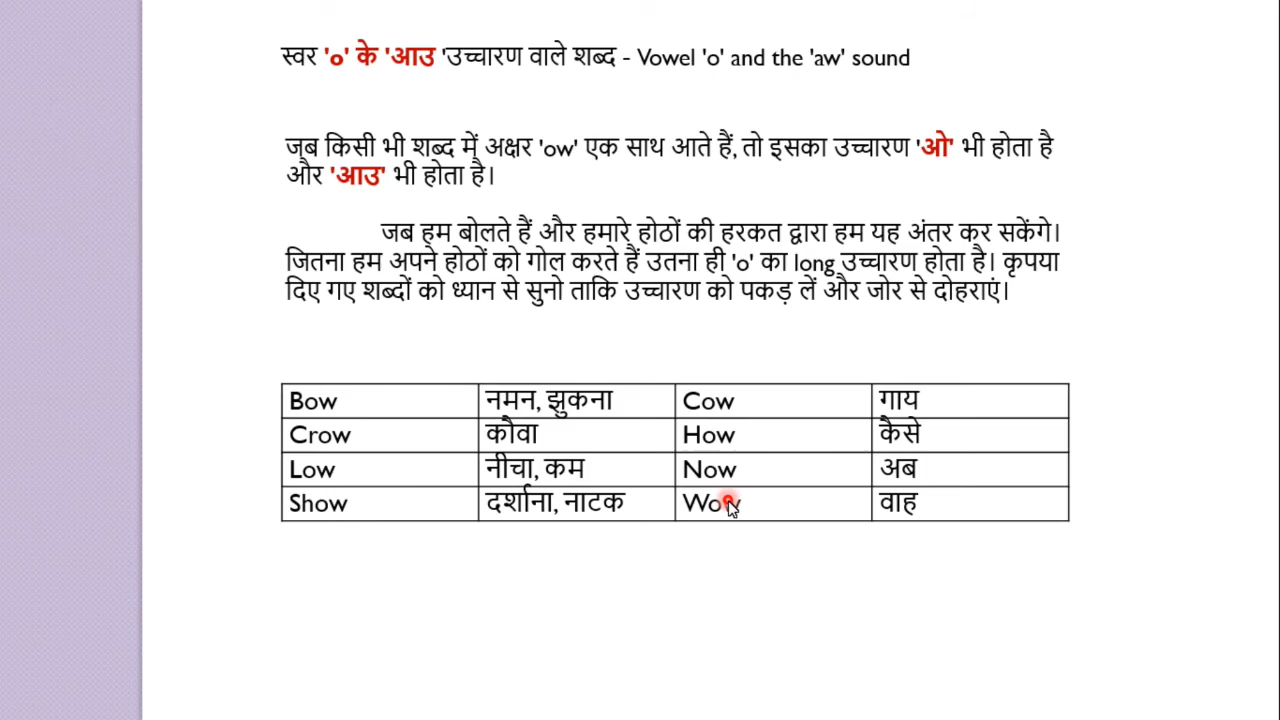 स्वर 'o' के 'आउ 'उच्चारण वाले शब्द - Vowel 'o' and the 'aw' sound
जब किसी भी शब्द में अक्षर 'ow' एक साथ आते हैं, तो इसका उच्चारण 'ओ' भी होता है
और 'आउ' भी होता है।
जब हम बोलते हैं और हमारे होठों की हरकत द्वारा हम यह अंतर कर सकेंगे।
जितना हम अपने होठों को गोल करते हैं उतना ही 'o' का long उच्चारण होता है। कृपया
दिए गए शब्दों को ध्यान से सुनो ताकि उच्चारण को पकड़ लें और जोर से दोहराएं।
Bow नमन, झुकना Cow गाय
Crow कौवा How कैसे
Low नीचा, कम Now अब
Show दर्शाना, नाटक Wow वाह